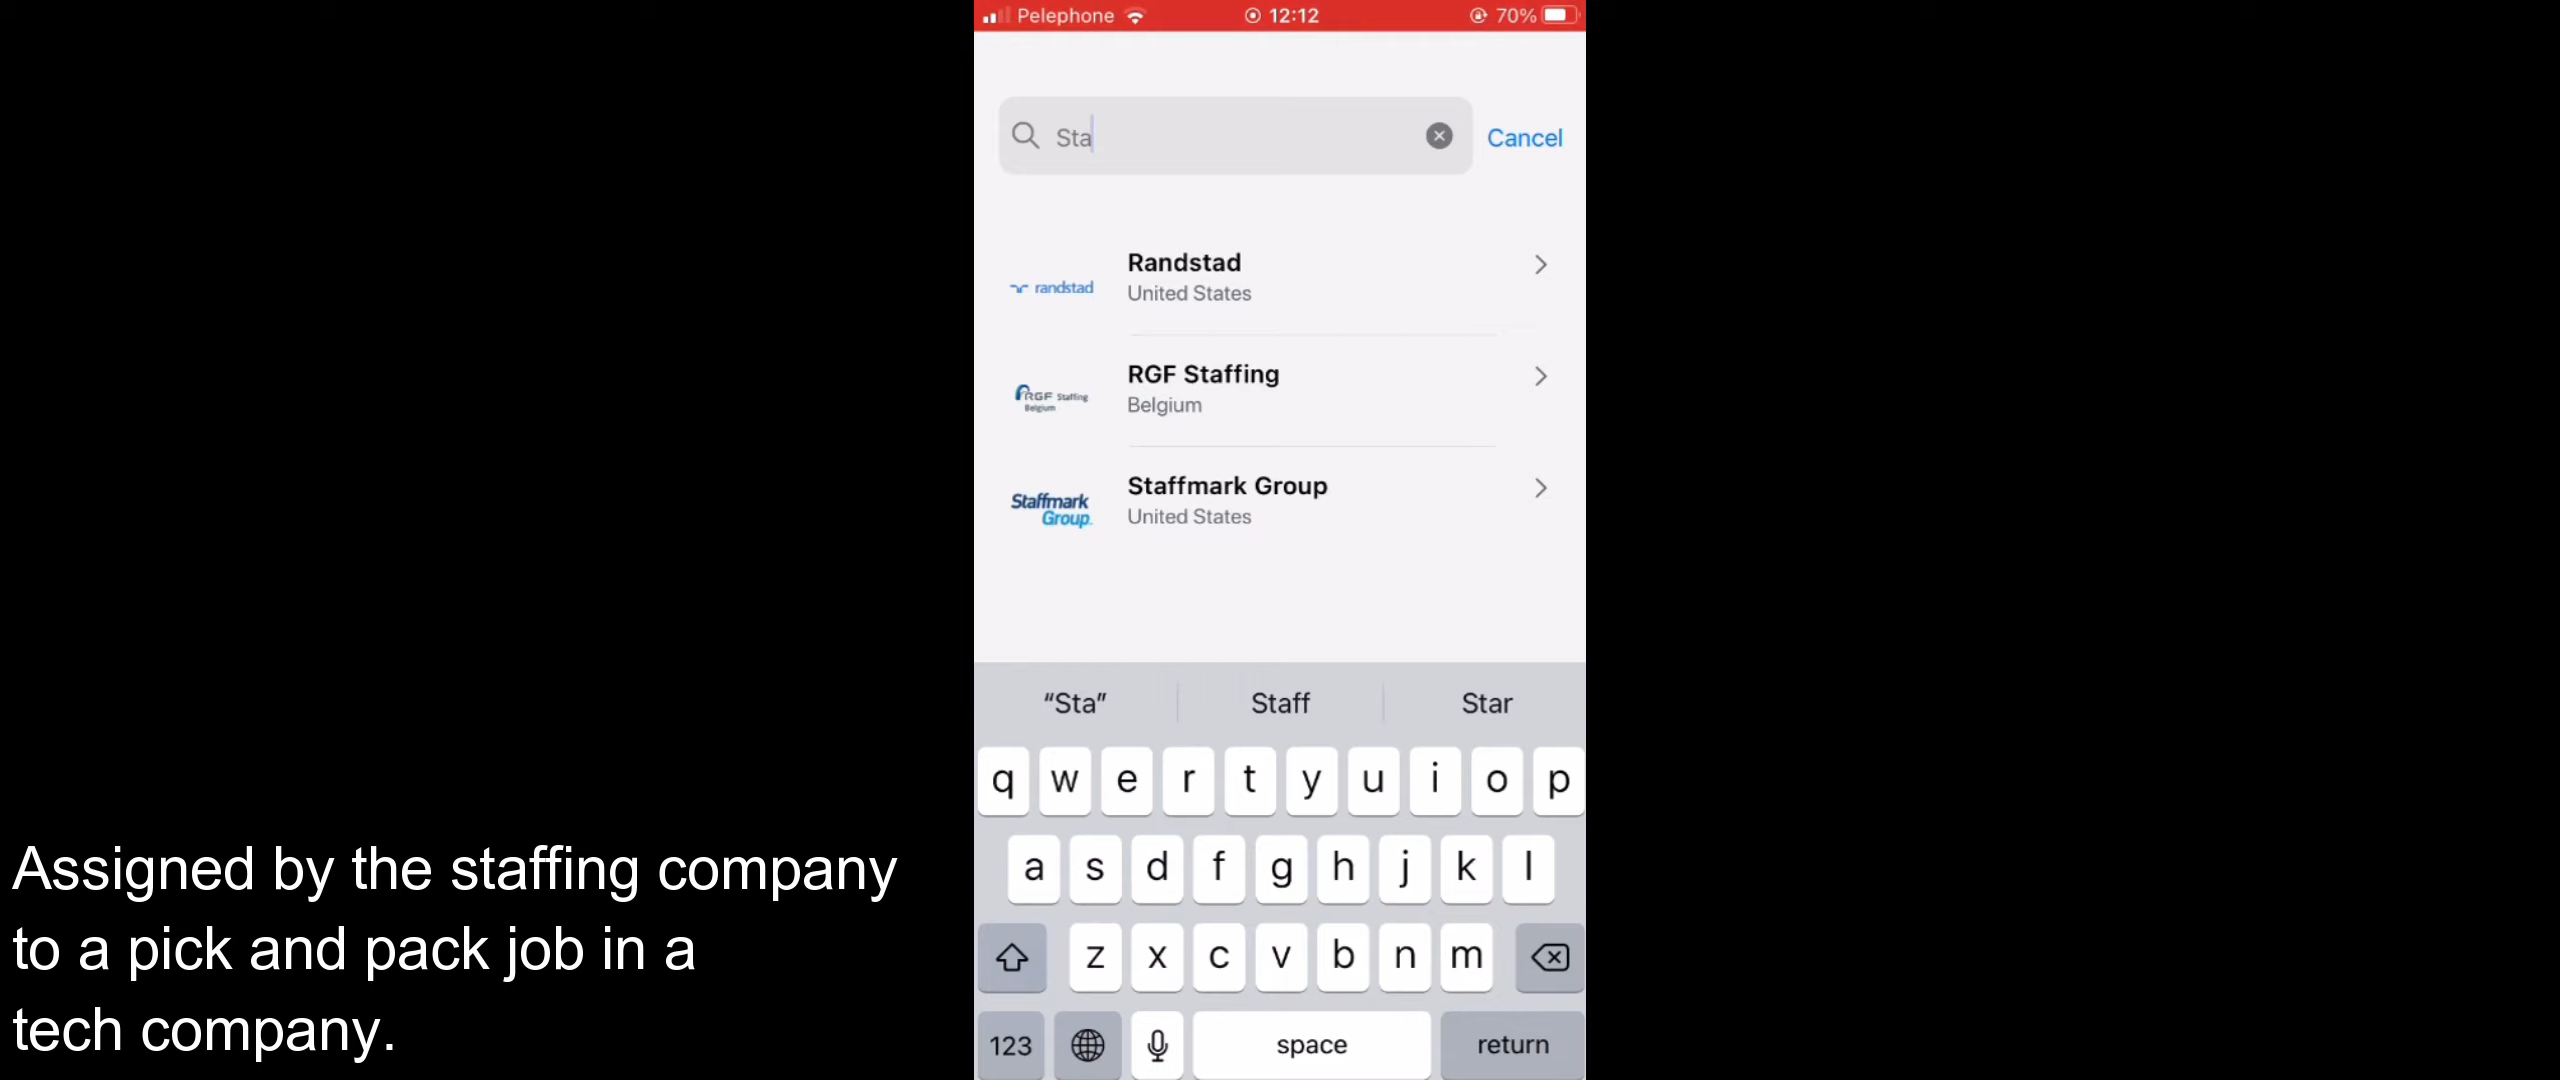 Pelephone 12:12 70%
Sta Cancel
Randstad
United States
randstad
RGF Staffing
Belgium
RGF Staffing
Belgium
Staffmark Group
United States
Staffmark
Group.
“Sta” Staff Star
q w e r t y u i o p
a s d f g h j k l
z x c v b n m
123 space return
Assigned by the staffing company
to a pick and pack job in a
tech company.